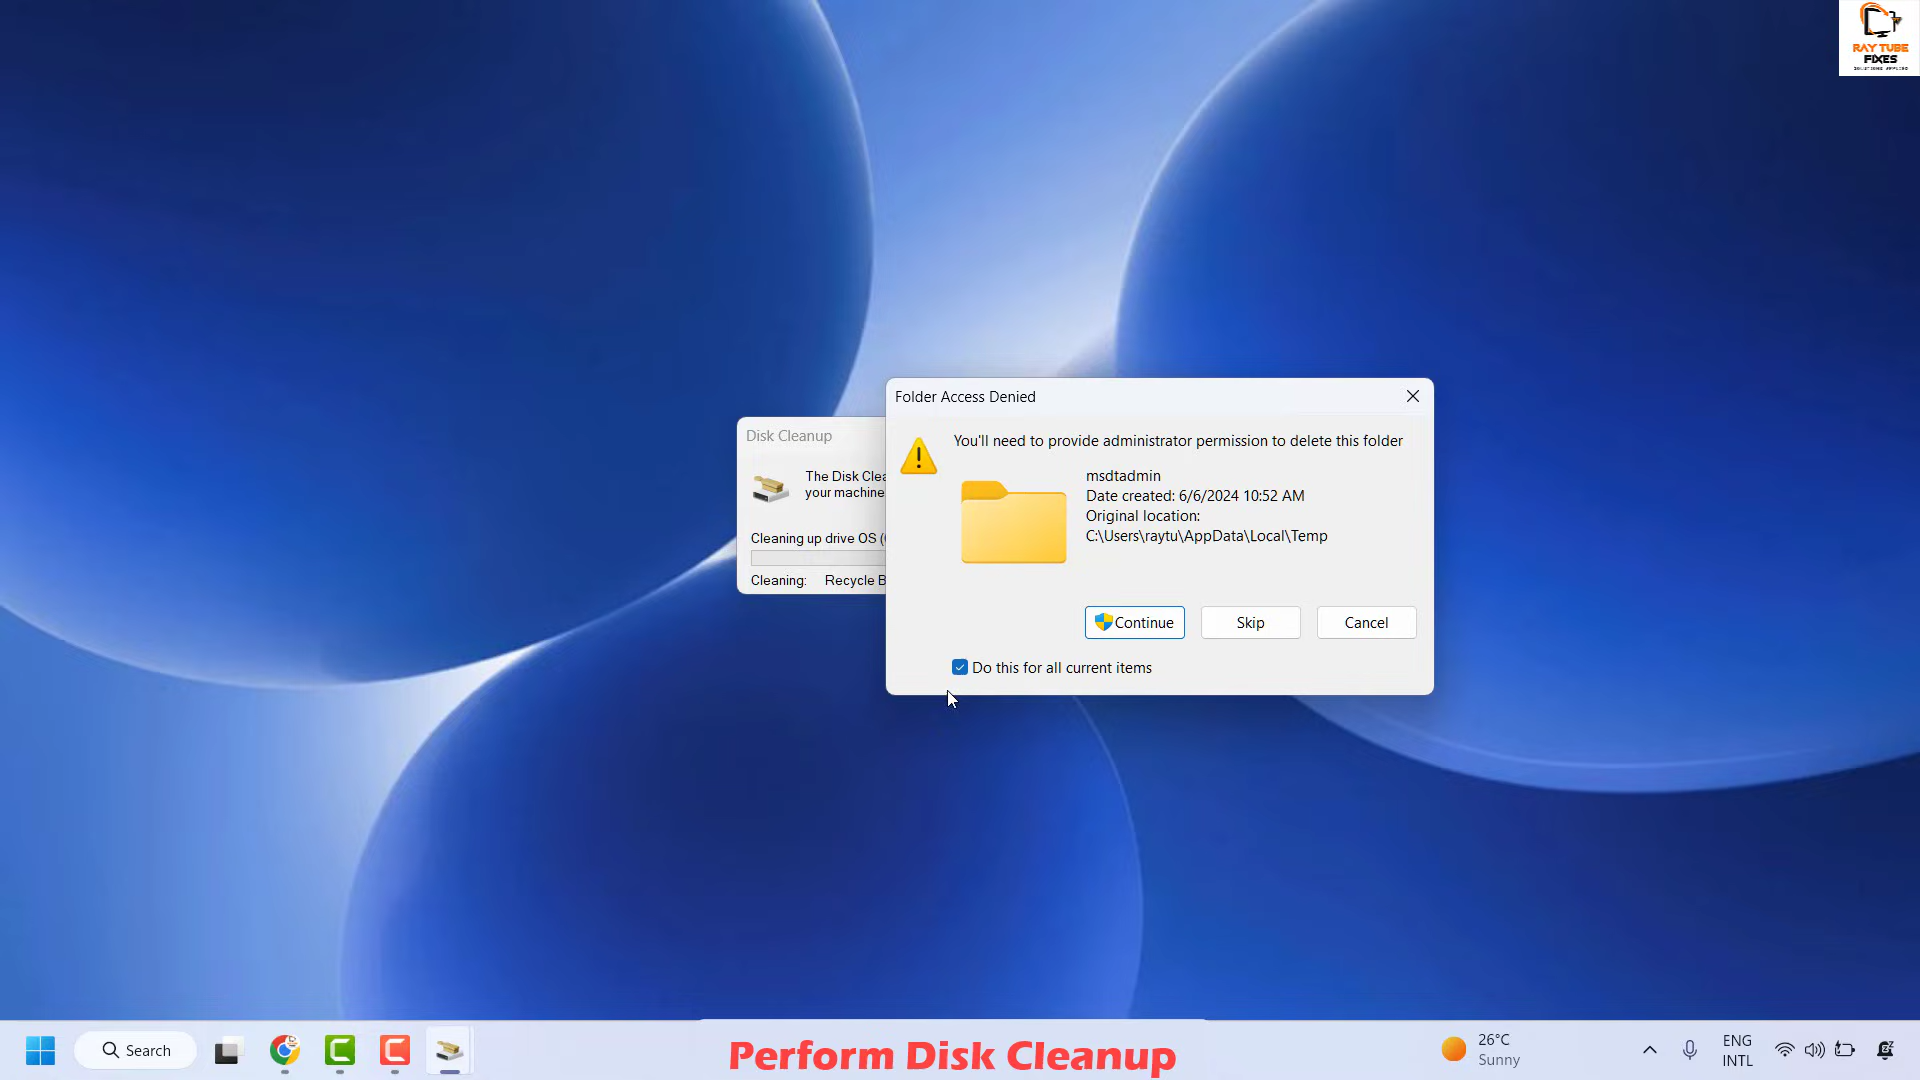 RAY TUBE
FIXES
Folder Access Denied
You'll need to provide administrator permission to delete this folder
msdtadmin
Date created: 6/6/2024 10:52 AM
Original location:
C:\Users\raytu\AppData\Local\Temp
Continue
Skip
Cancel
Do this for all current items
Disk Cleanup
The Disk Clea
your machine
Cleaning up drive OS (
Cleaning: Recycle B
Search
Perform Disk Cleanup
26°C
Sunny
ENG
INTL